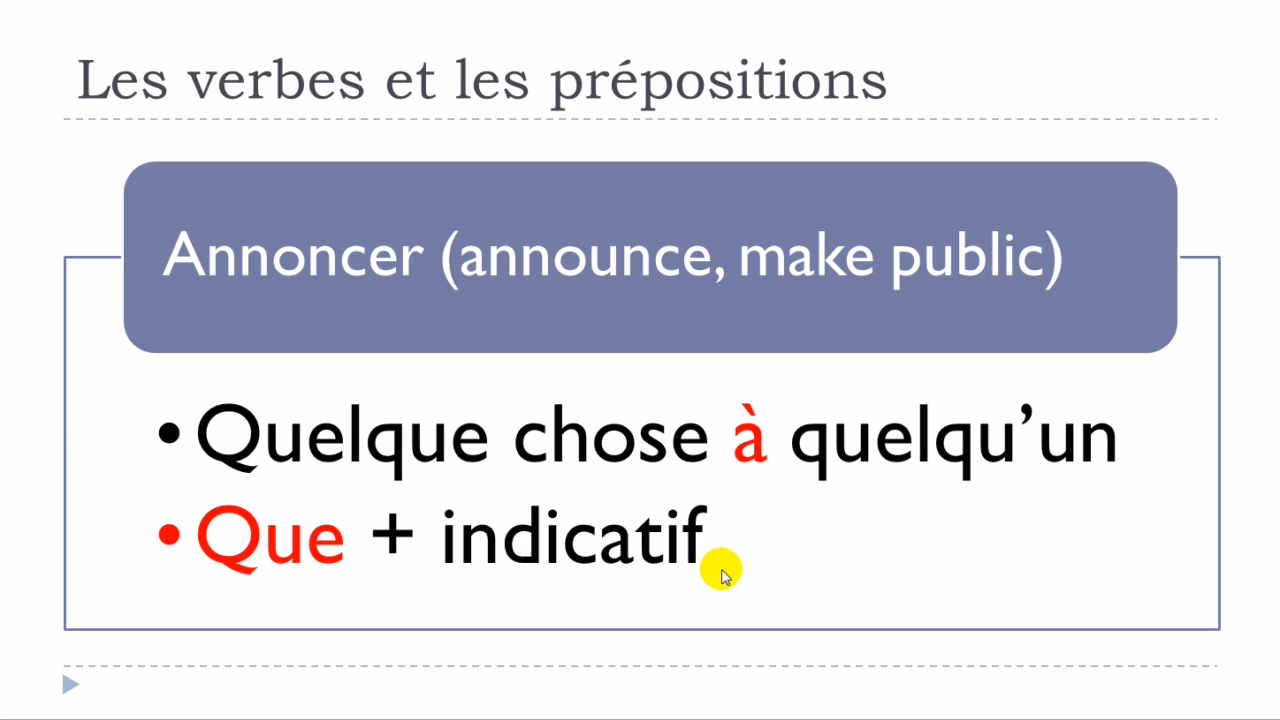 Les verbes et les prépositions
Annoncer (announce, make public)
• Quelque chose à quelqu’un
• Que + indicatif